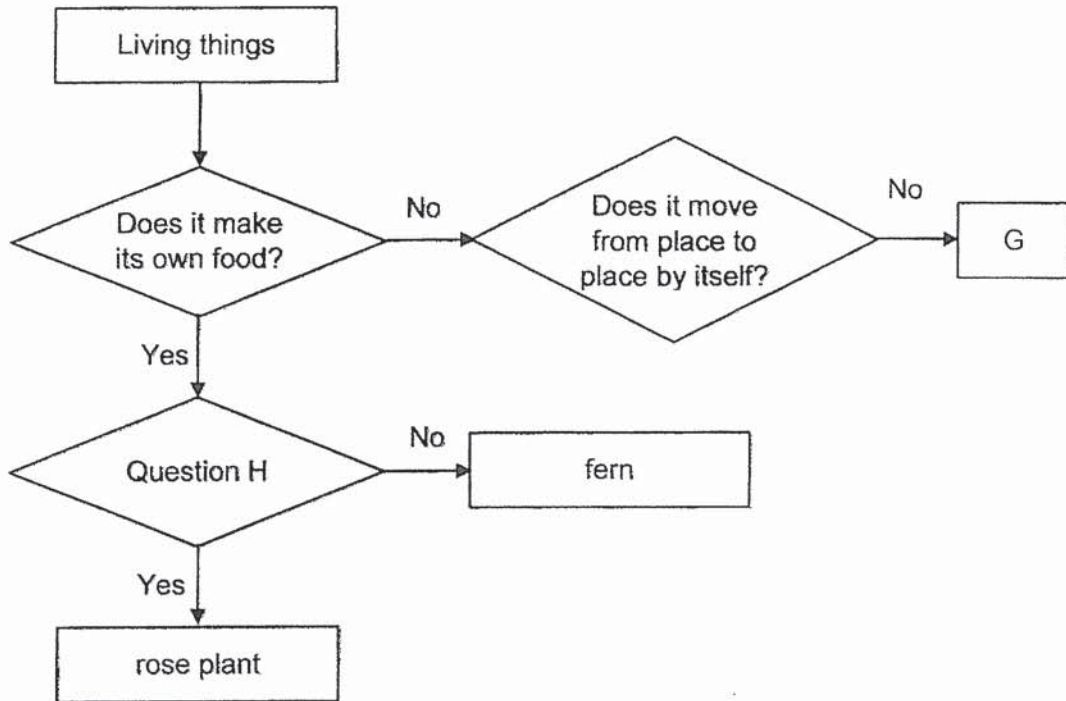 Living things
Does it make
its own food?
No
Does it move
from place to
place by itself?
No
G
Yes
Question H
No
fern
Yes
rose plant